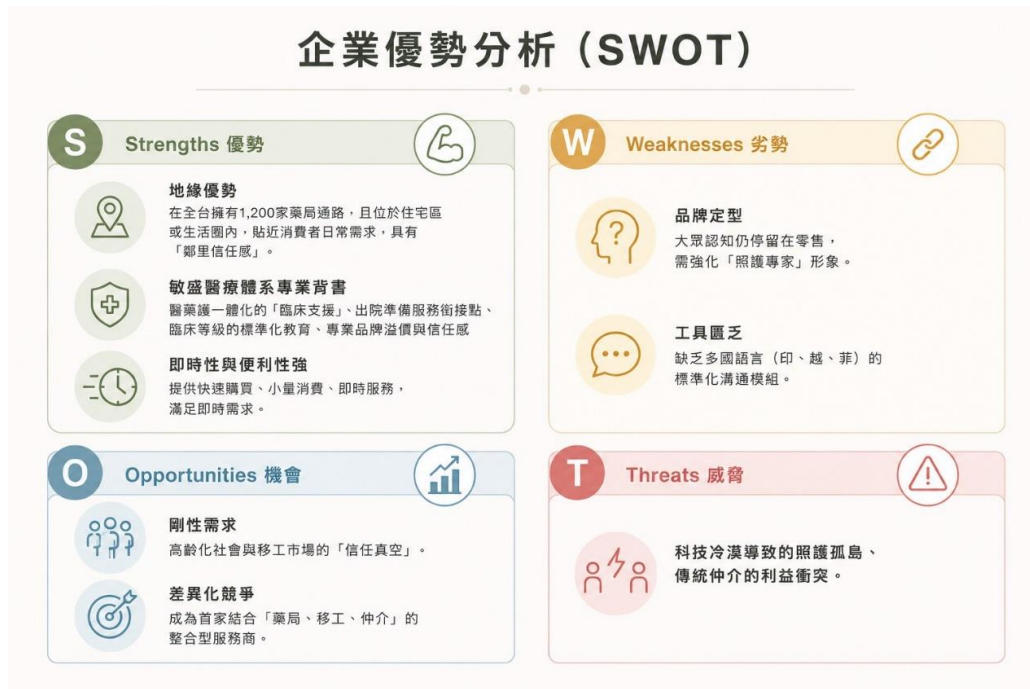 企業優勢分析（SWOT）
S
Strengths 優勢
地緣優勢
在全台擁有1,200家藥局通路，且位於住宅區
或生活圈內，貼近消費者日常需求，具有
「鄰里信任感」。
敏盛醫療體系專業背書
醫藥護一體化的「臨床支援」、出院準備服務銜接點、
臨床等級的標準化教育、專業品牌溢價與信任感
即時性與便利性強
提供快速購買、小量消費、即時服務，
滿足即時需求。
W
Weaknesses 劣勢
品牌定型
大眾認知仍停留在零售，
需強化「照護專家」形象。
工具匱乏
缺乏多國語言（印、越、菲）的
標準化溝通模組。
O
Opportunities 機會
剛性需求
高齡化社會與移工市場的「信任真空」。
差異化競爭
成為首家結合「藥局、移工、仲介」的
整合型服務商。
T
Threats 威脅
科技冷漠導致的照護孤島、
傳統仲介的利益衝突。